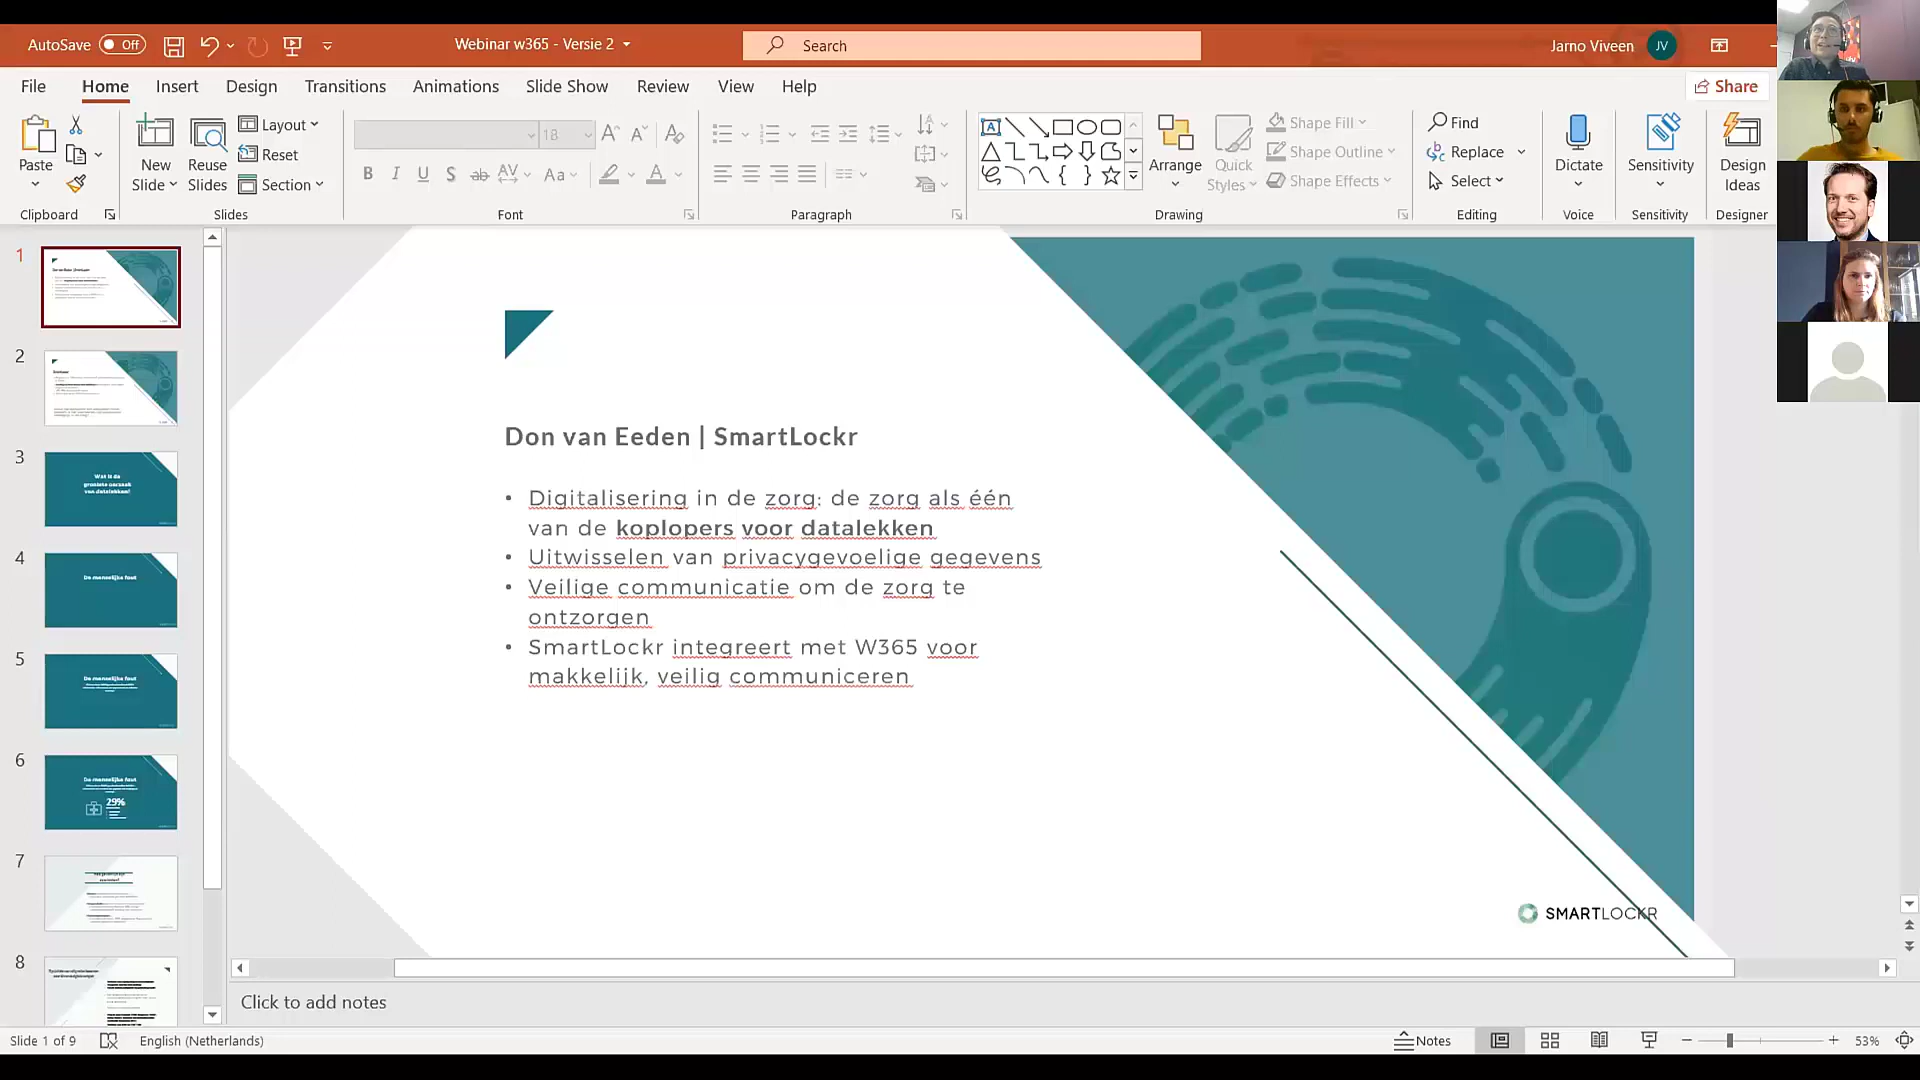 AutoSave Off
Webinar w365 - Versie 2
Search
Jarno Viveen JV
File Home Insert Design Transitions Animations Slide Show Review View Help
Share
Paste
New Slide
Reuse Slides
Layout
Reset
Section
18
B I U S ab AV Aa A
Arrange
Quick Styles
Shape Fill
Shape Outline
Shape Effects
Find
Replace
Select
Dictate
Sensitivity
Design Ideas
Clipboard Slides Font Paragraph Drawing Editing Voice Sensitivity Designer
1
2
3
Wat is de
grootste oorzaak
van datalekken?
4
De menselijke fout
5
De menselijke fout
6
De menselijke fout
29%
7
8
Don van Eeden | SmartLockr
• Digitalisering in de zorg: de zorg als één
van de koplopers voor datalekken
• Uitwisselen van privacygevoelige gegevens
• Veilige communicatie om de zorg te
ontzorgen
• SmartLockr integreert met W365 voor
makkelijk, veilig communiceren
SMARTLOCKR
Click to add notes
Slide 1 of 9 English (Netherlands) Notes 53%